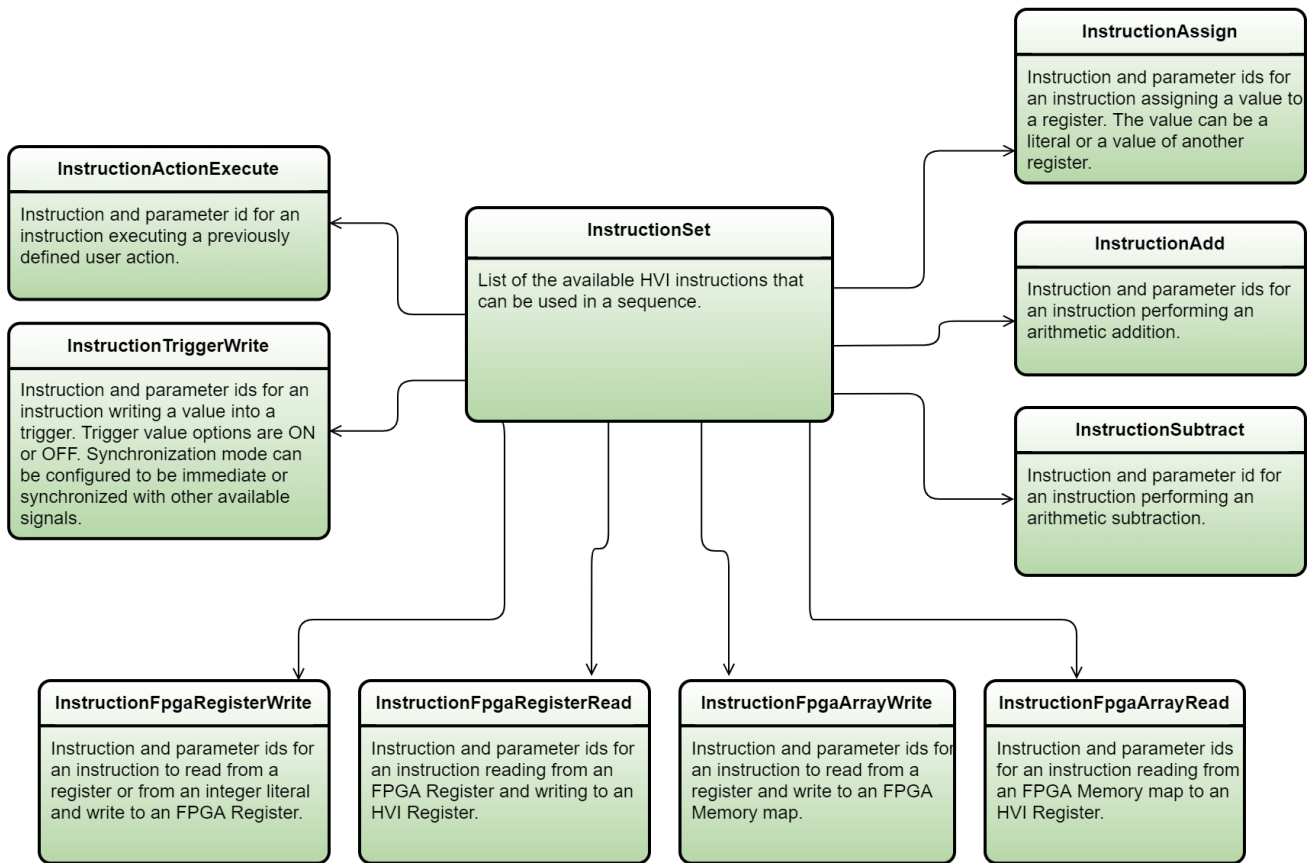 InstructionAssign
Instruction and parameter ids for
an instruction assigning a value to
a register. The value can be a
literal or a value of another
register.
InstructionActionExecute
Instruction and parameter id for an
instruction executing a previously
defined user action.
InstructionSet
List of the available HVI instructions that
can be used in a sequence.
InstructionAdd
Instruction and parameter ids for
an instruction performing an
arithmetic addition.
InstructionTriggerWrite
Instruction and parameter ids for an
instruction writing a value into a
trigger. Trigger value options are ON
or OFF. Synchronization mode can
be configured to be immediate or
synchronized with other available
signals.
InstructionSubtract
Instruction and parameter id for
an instruction performing an
arithmetic subtraction.
InstructionFpgaRegisterWrite
Instruction and parameter ids for
an instruction to read from a
register or from an integer literal
and write to an FPGA Register.
InstructionFpgaRegisterRead
Instruction and parameter ids for
an instruction reading from an
FPGA Register and writing to an
HVI Register.
InstructionFpgaArrayWrite
Instruction and parameter ids for
an instruction to read from a
register and write to an FPGA
Memory map.
InstructionFpgaArrayRead
Instruction and parameter ids
for an instruction reading from
an FPGA Memory map to an
HVI Register.